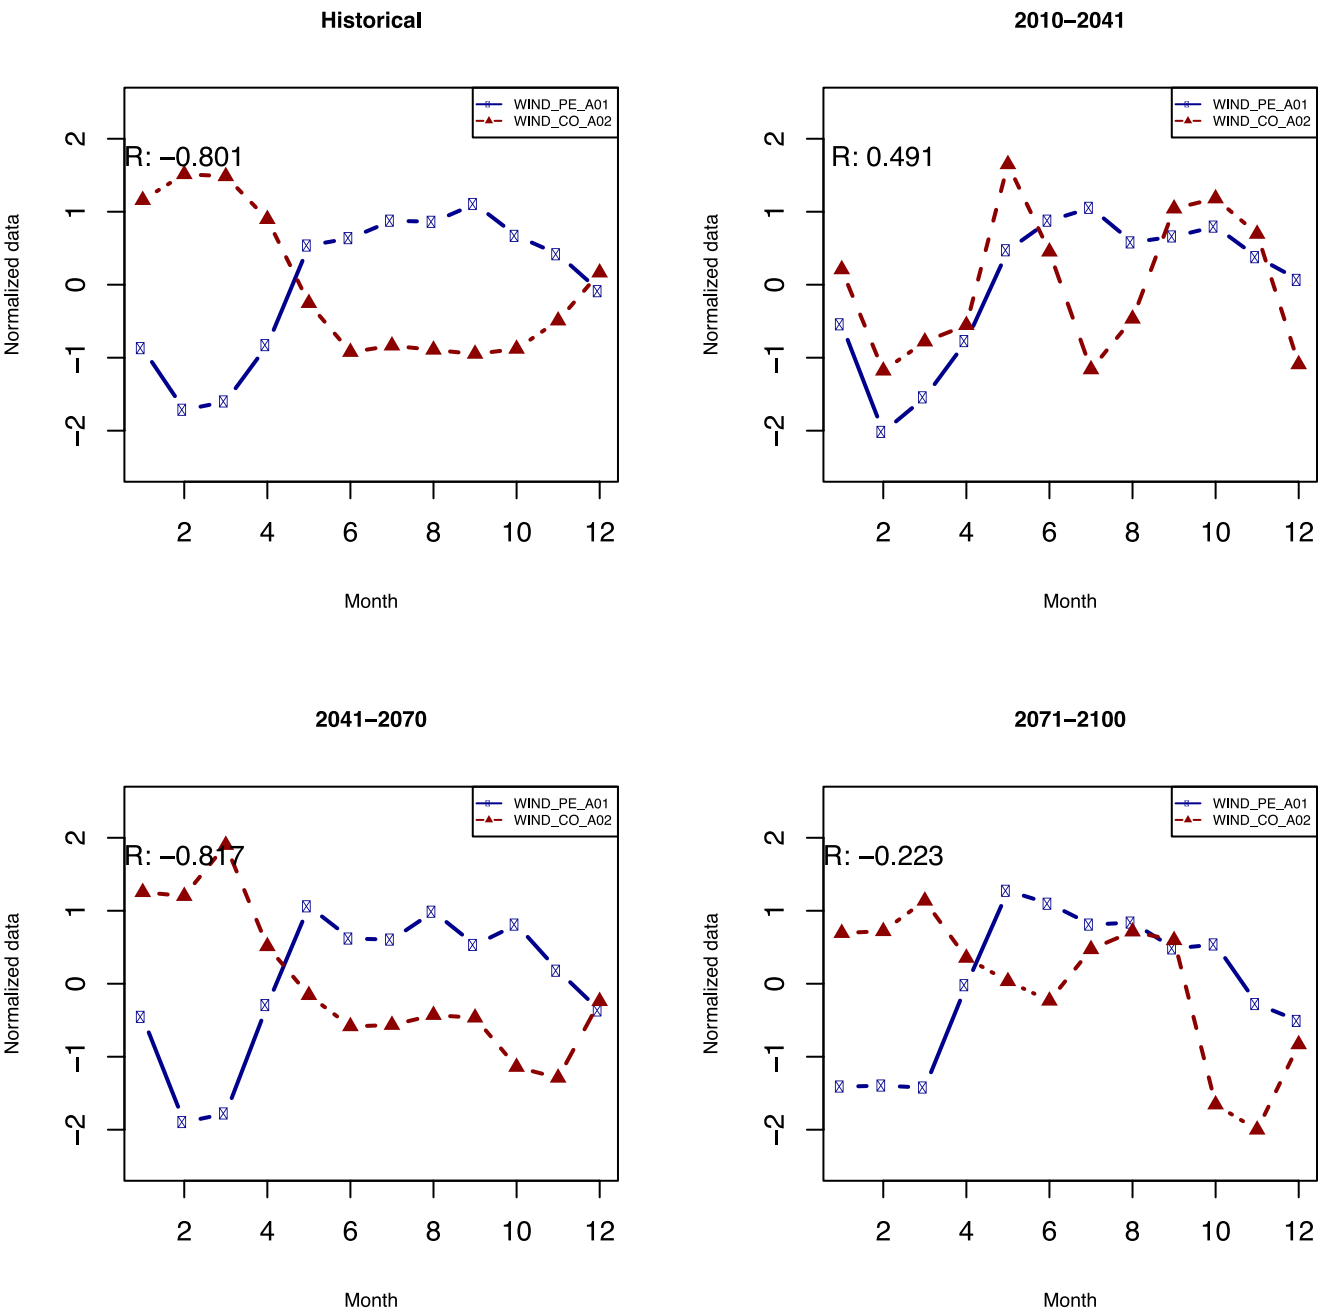 Historical
WIND_PE_A01
WIND_CO_A02
R: −0.801
Normalized data
2
1
0
−1
−2
2 4 6 8 10 12
Month
2010−2041
WIND_PE_A01
WIND_CO_A02
R: 0.491
Normalized data
2
1
0
−1
−2
2 4 6 8 10 12
Month
2041−2070
WIND_PE_A01
WIND_CO_A02
R: −0.817
Normalized data
2
1
0
−1
−2
2 4 6 8 10 12
Month
2071−2100
WIND_PE_A01
WIND_CO_A02
R: −0.223
Normalized data
2
1
0
−1
−2
2 4 6 8 10 12
Month